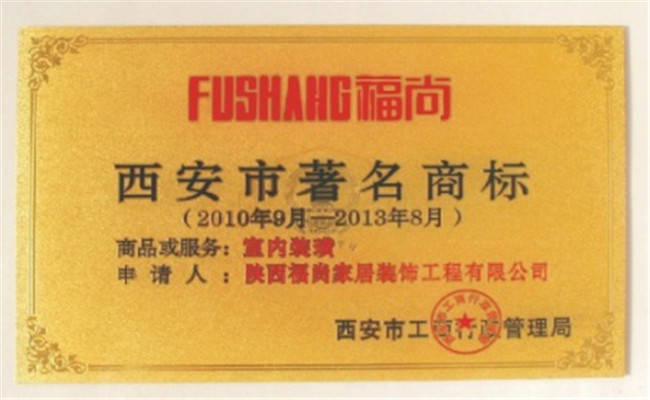 FUSHANG福尚
西安市著名商标
（2010年9月—2013年8月）
商品或服务：室内装璜
申请人：陕西福尚家居装饰工程有限公司
西安市工商行政管理局